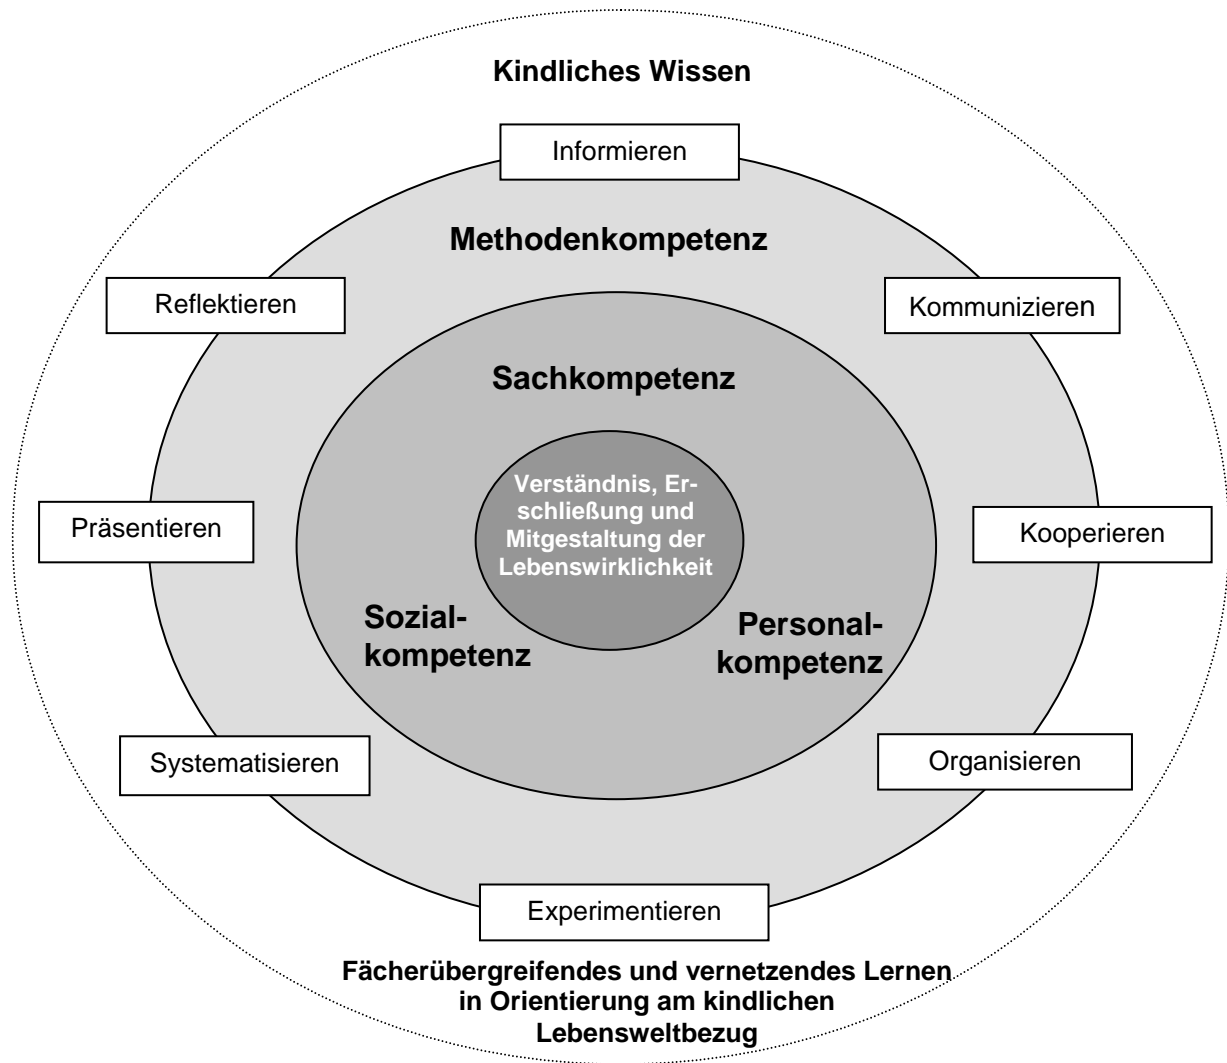 Kindliches Wissen
Informieren
Methodenkompetenz
Reflektieren
Kommunizieren
Sachkompetenz
Verständnis, Er-
schließung und
Mitgestaltung der
Lebenswirklichkeit
Präsentieren
Kooperieren
Sozial-
kompetenz
Personal-
kompetenz
Systematisieren
Organisieren
Experimentieren
Fächerübergreifendes und vernetzendes Lernen
in Orientierung am kindlichen
Lebensweltbezug